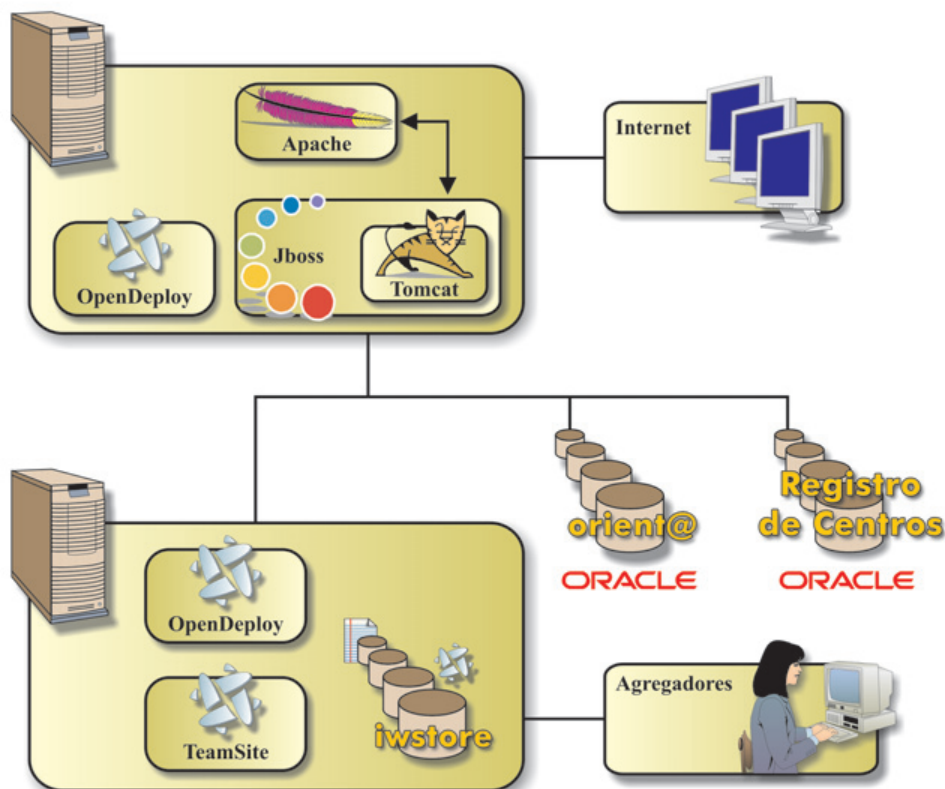 Apache
Internet
Jboss
OpenDeploy
Tomcat
Registro
de Centros
orient@
ORACLE
ORACLE
OpenDeploy
Agregadores
iwstore
TeamSite